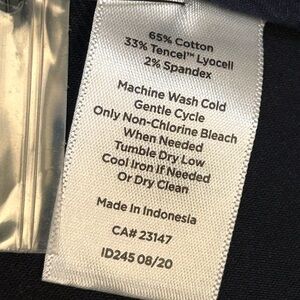 65% Cotton
33% Tencel™ Lyocell
2% Spandex
Machine Wash Cold
Gentle Cycle
Only Non-Chlorine Bleach
When Needed
Tumble Dry Low
Cool Iron If Needed
Or Dry Clean
Made In Indonesia
CA# 23147
ID245 08/20